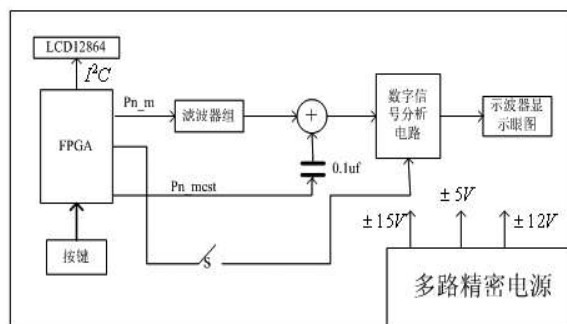 LCD12864
I²C
Pn_m
滤波器组
+
数字信
号分析
电路
示波器显
示眼图
FPGA
0.1uf
Pn_mcst
S
按键
±15V
±5V
±12V
多路精密电源